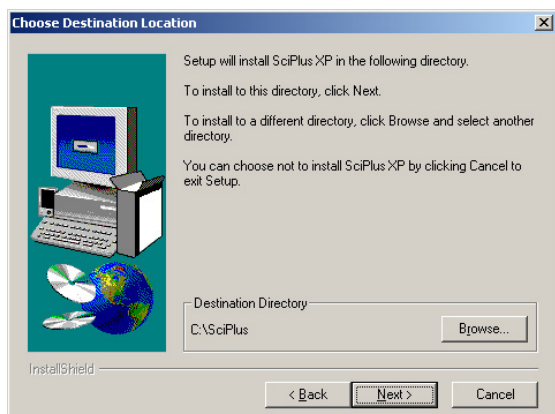 Choose Destination Location
Setup will install SciPlus XP in the following directory.
To install to this directory, click Next.
To install to a different directory, click Browse and select another
directory.
You can choose not to install SciPlus XP by clicking Cancel to
exit Setup.
Destination Directory
C:\SciPlus
Browse...
InstallShield
< Back
Next >
Cancel